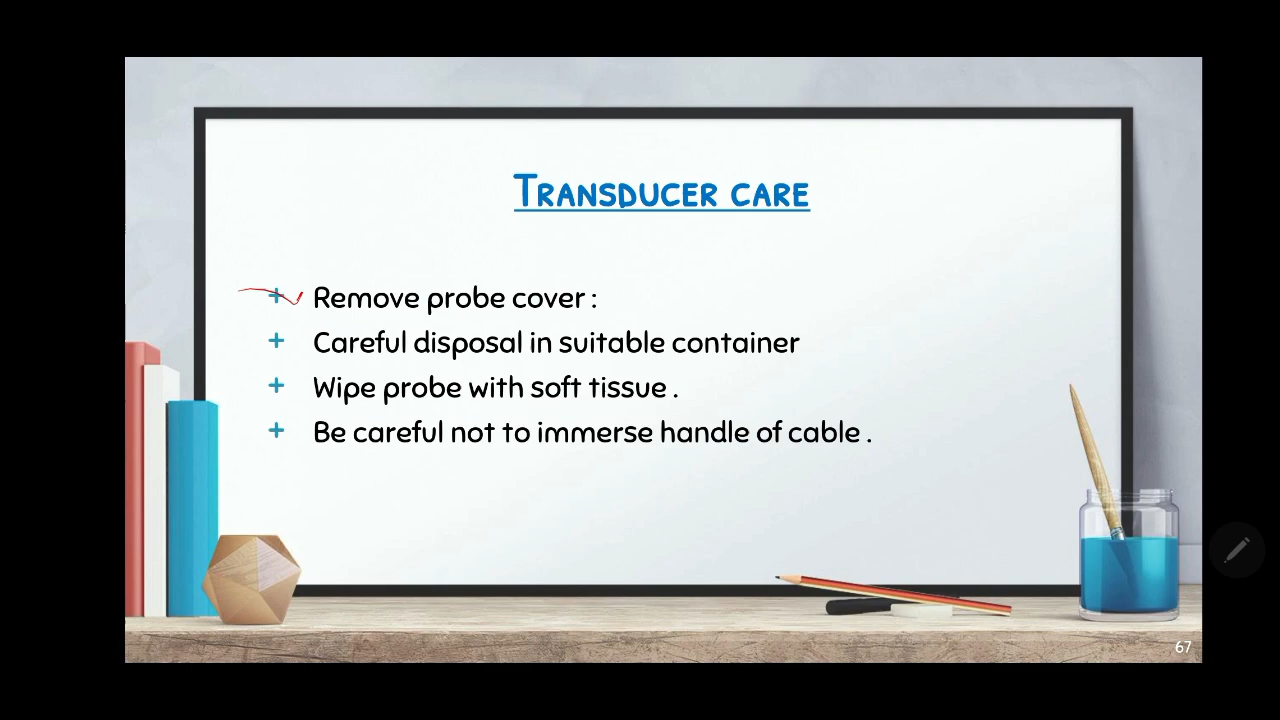 Transducer care
+ Remove probe cover :
+ Careful disposal in suitable container
+ Wipe probe with soft tissue .
+ Be careful not to immerse handle of cable .
67